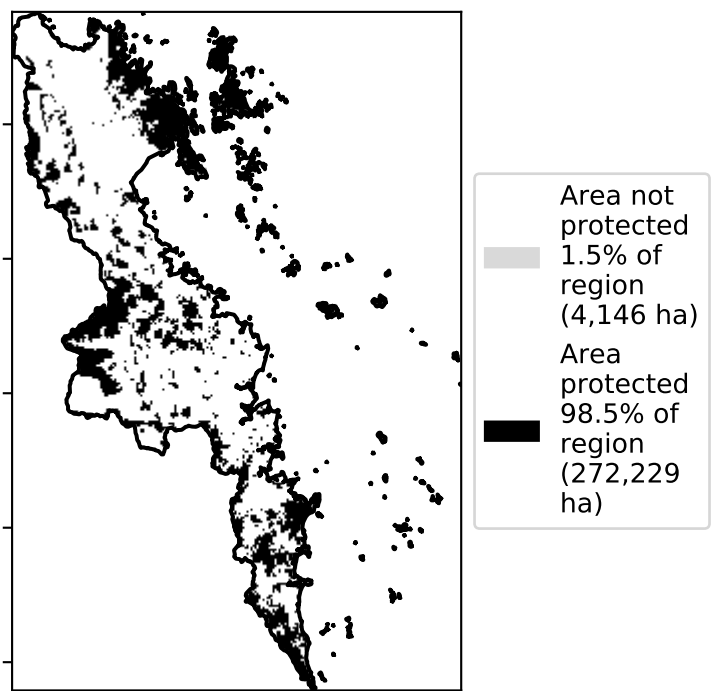 Area not
protected
1.5% of
region
(4,146 ha)
Area
protected
98.5% of
region
(272,229
ha)